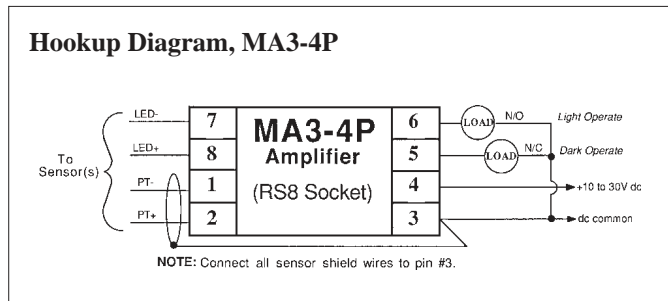 Hookup Diagram, MA3-4P
LED- 7 MA3-4P 6 LOAD N/O Light Operate
LED+ 8 Amplifier 5 LOAD N/C Dark Operate
To
Sensor(s)
PT- 1 (RS8 Socket) 4 +10 to 30V dc
PT+ 2 3 dc common
NOTE: Connect all sensor shield wires to pin #3.